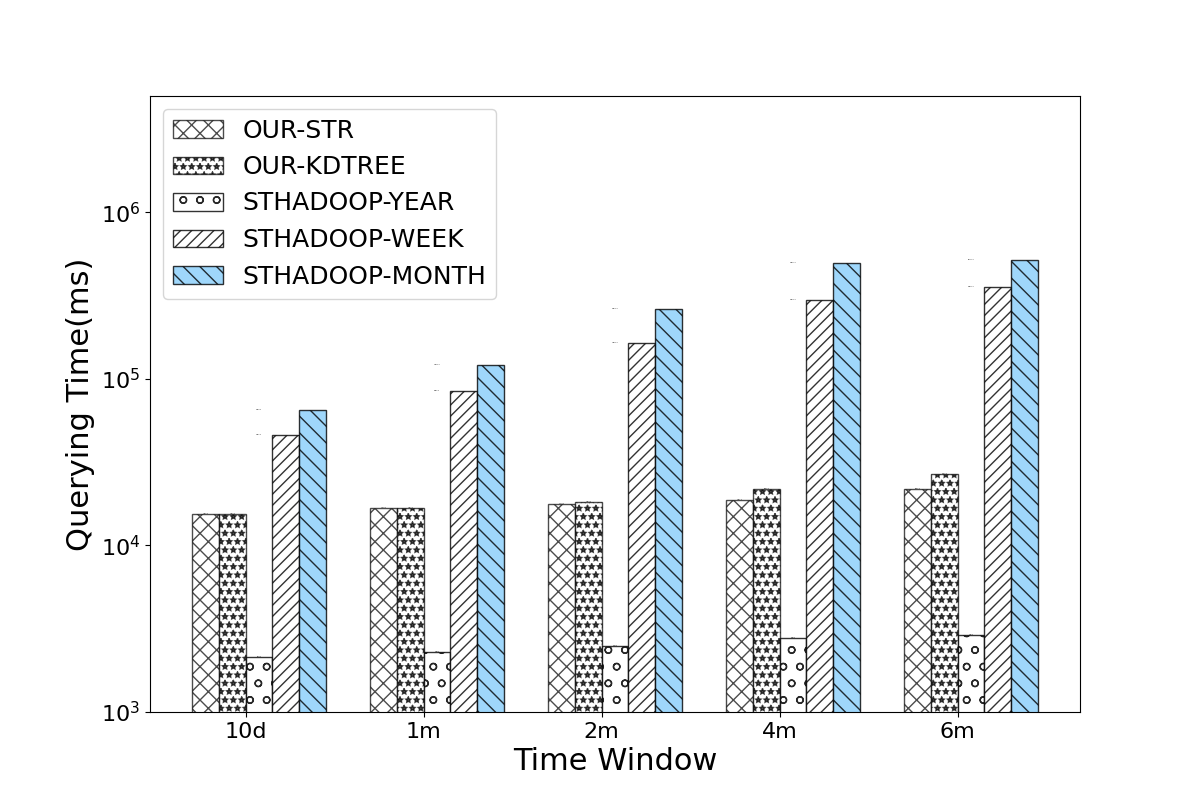 OUR-STR
OUR-KDTREE
STHADOOP-YEAR
STHADOOP-WEEK
STHADOOP-MONTH
Querying Time(ms)
10^6
10^5
10^4
10^3
10d 1m 2m 4m 6m
Time Window